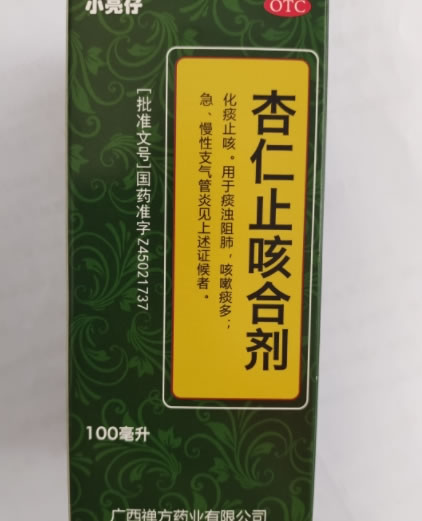 小亮仔
OTC
杏仁止咳合剂
化痰止咳。用于痰浊阻肺，咳嗽痰多；
急、慢性支气管炎见上述证候者。
[批准文号]国药准字Z45021737
100毫升
广西禅方药业有限公司